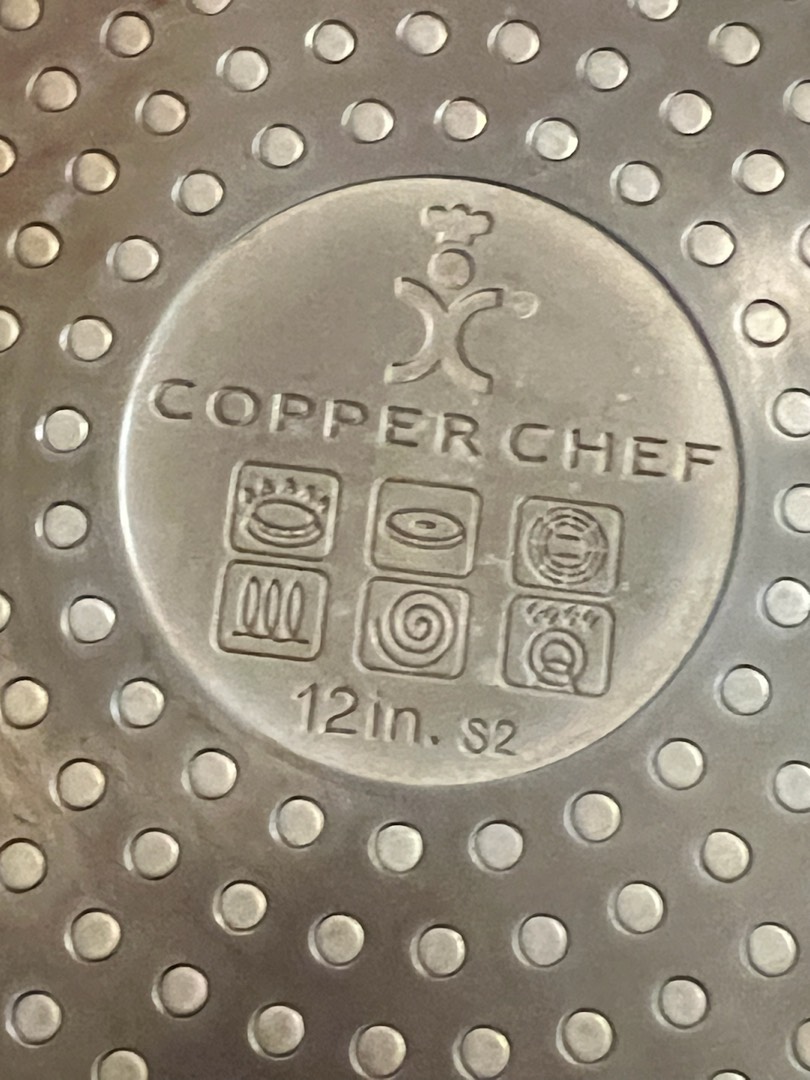 COPPER CHEF
12in. S2